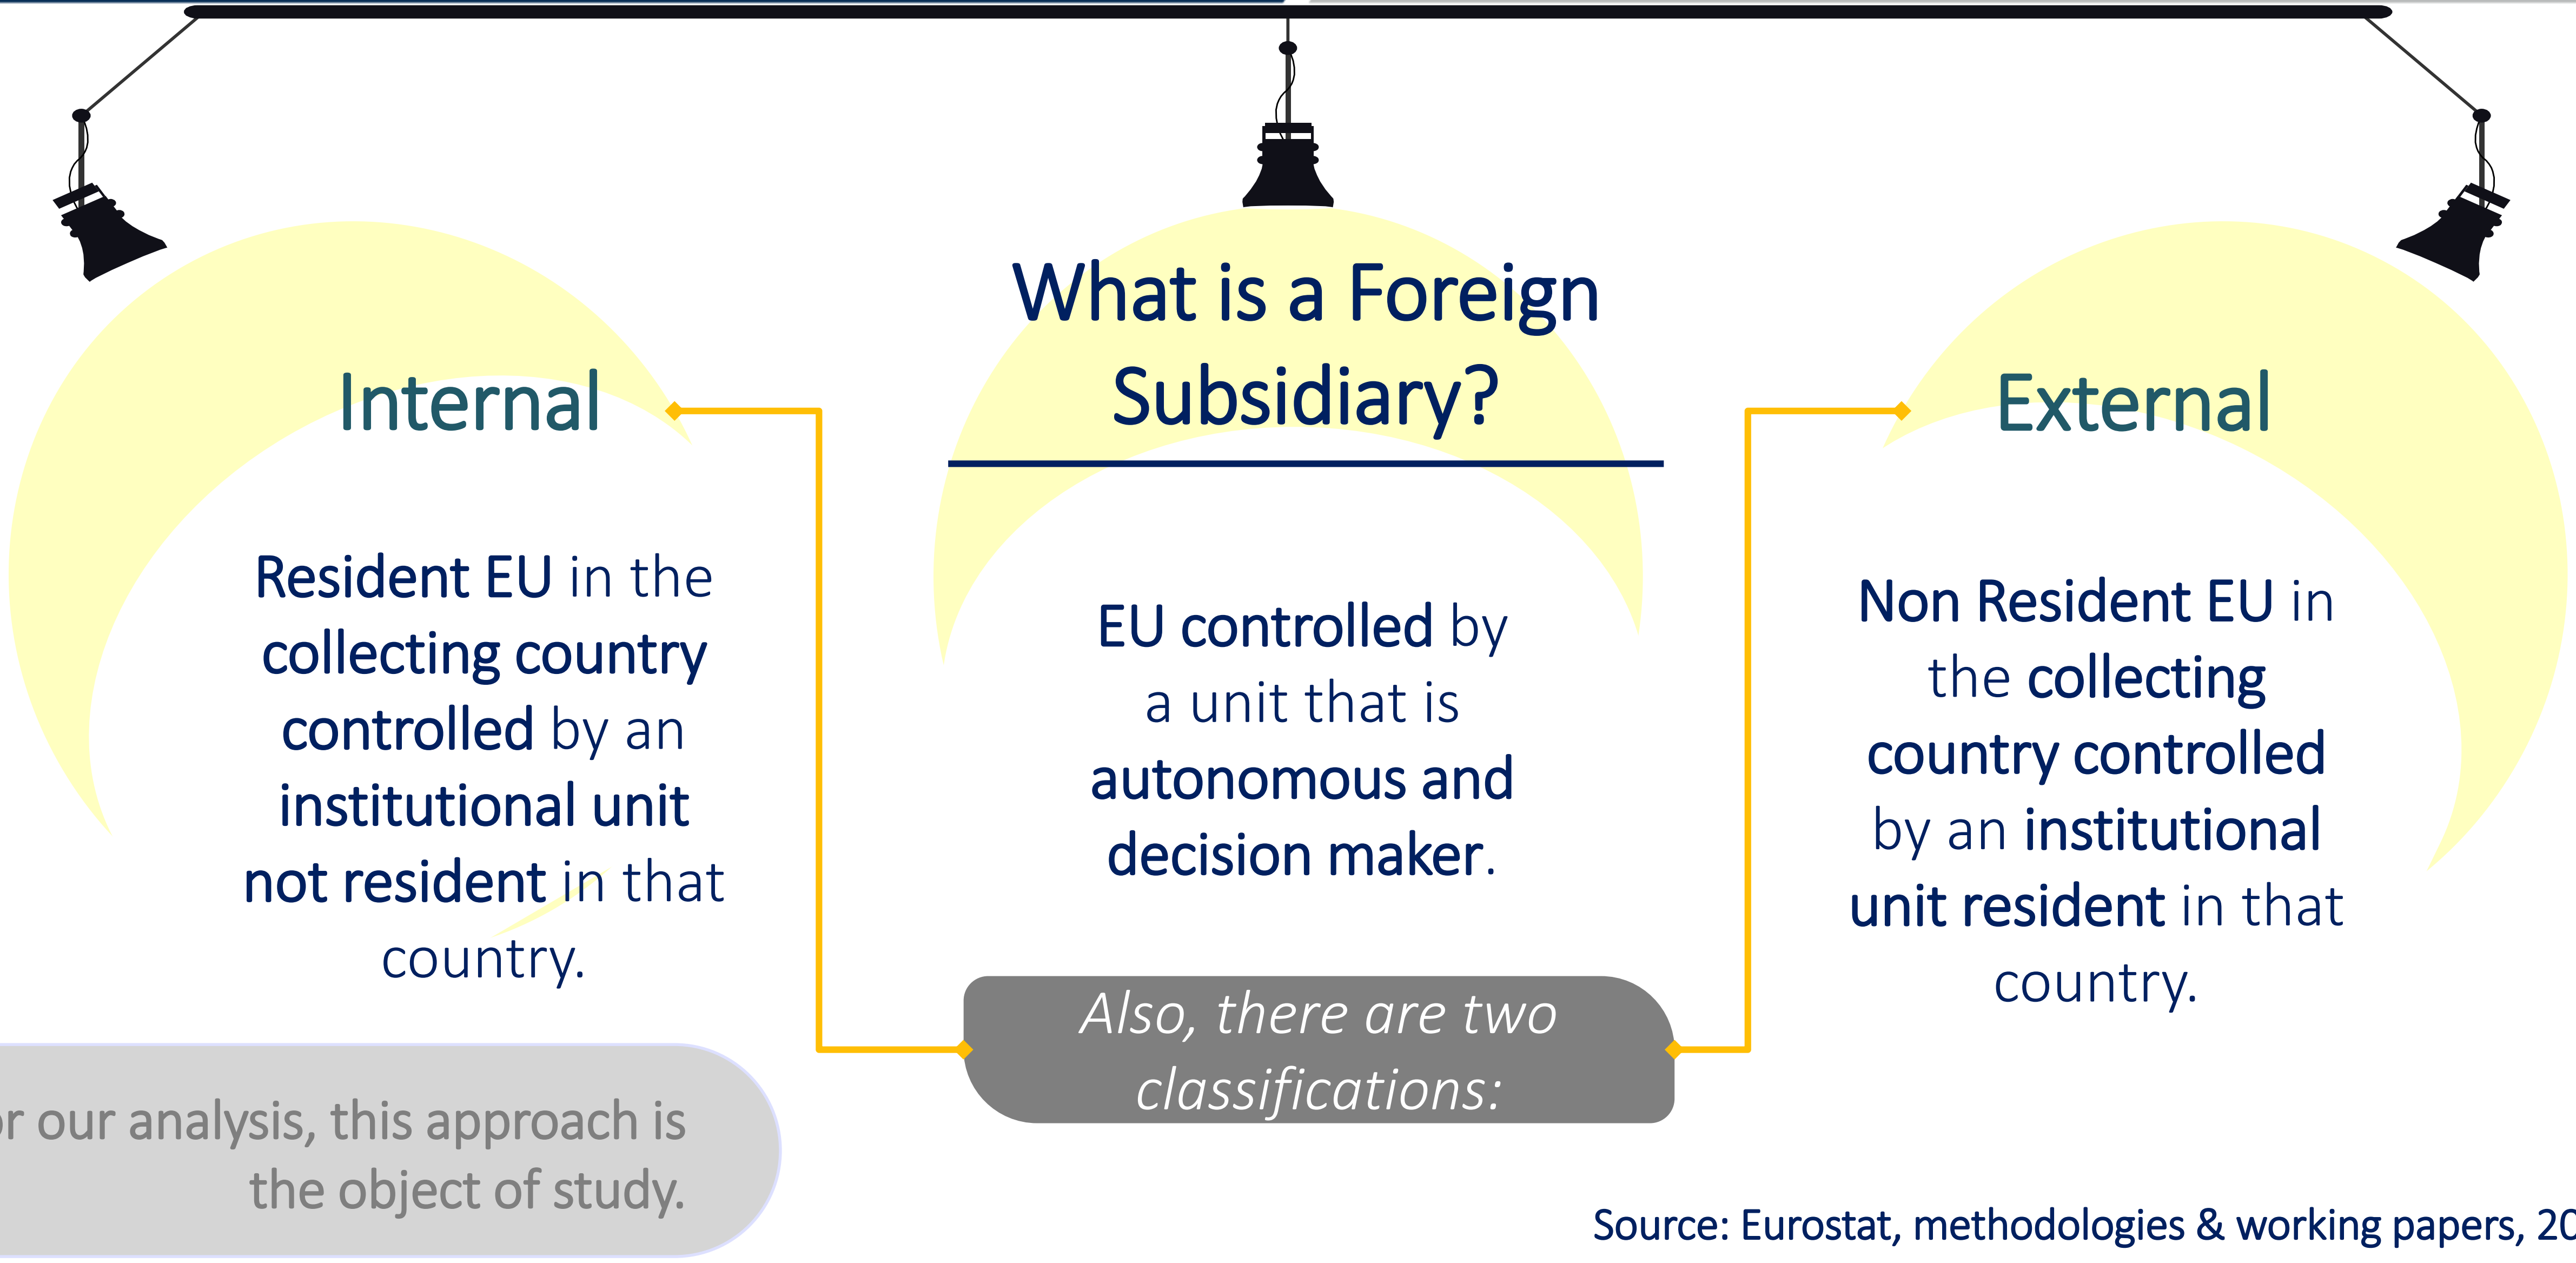 What is a Foreign
Subsidiary?
Internal
Resident EU in the
collecting country
controlled by an
institutional unit
not resident in that
country.
EU controlled by
a unit that is
autonomous and
decision maker.
External
Non Resident EU in
the collecting
country controlled
by an institutional
unit resident in that
country.
Also, there are two
classifications:
our analysis, this approach is
the object of study.
Source: Eurostat, methodologies & working papers,